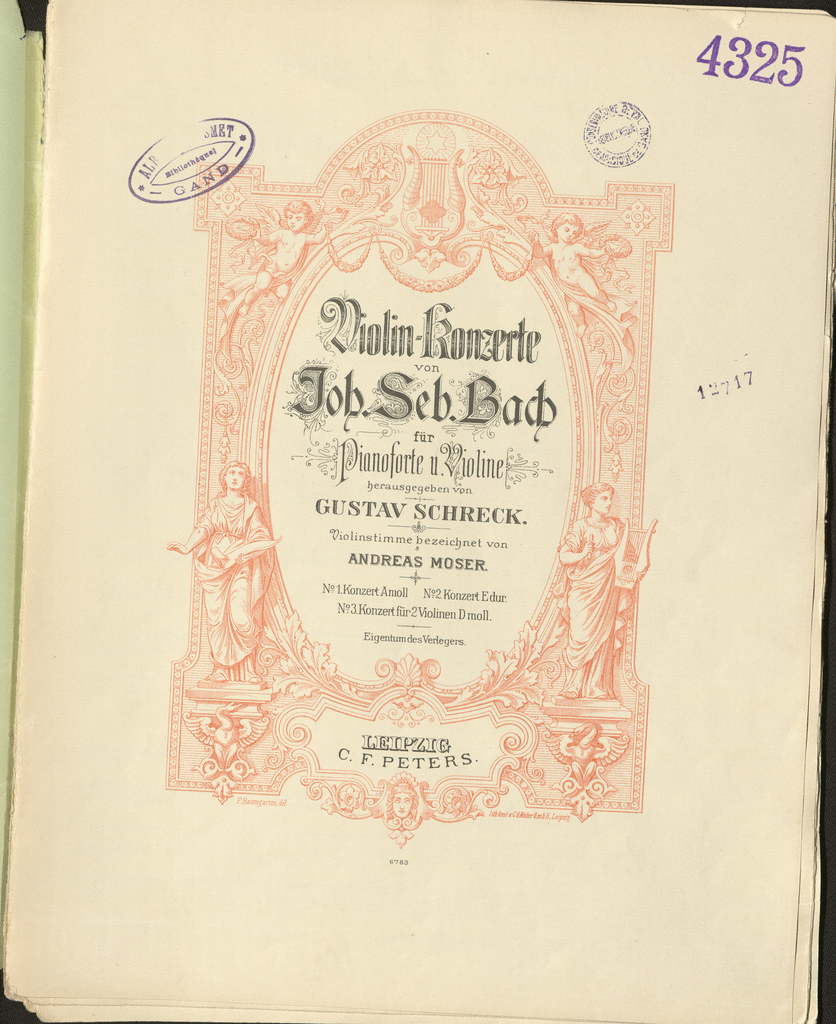 4325
Bibliothèque
GAND
Violin-Konzerte
von
Joh. Seb. Bach
für
Pianoforte u. Violine
herausgegeben von
GUSTAV SCHRECK.
Violinstimme bezeichnet von
ANDREAS MOSER.
No. 1. Konzert A moll No. 2. Konzert E dur.
No. 3. Konzert für 2 Violinen D moll.
Eigentum des Verlegers.
12717
LEIPZIG
C. F. PETERS.
F. Baumgarten, del.
6783